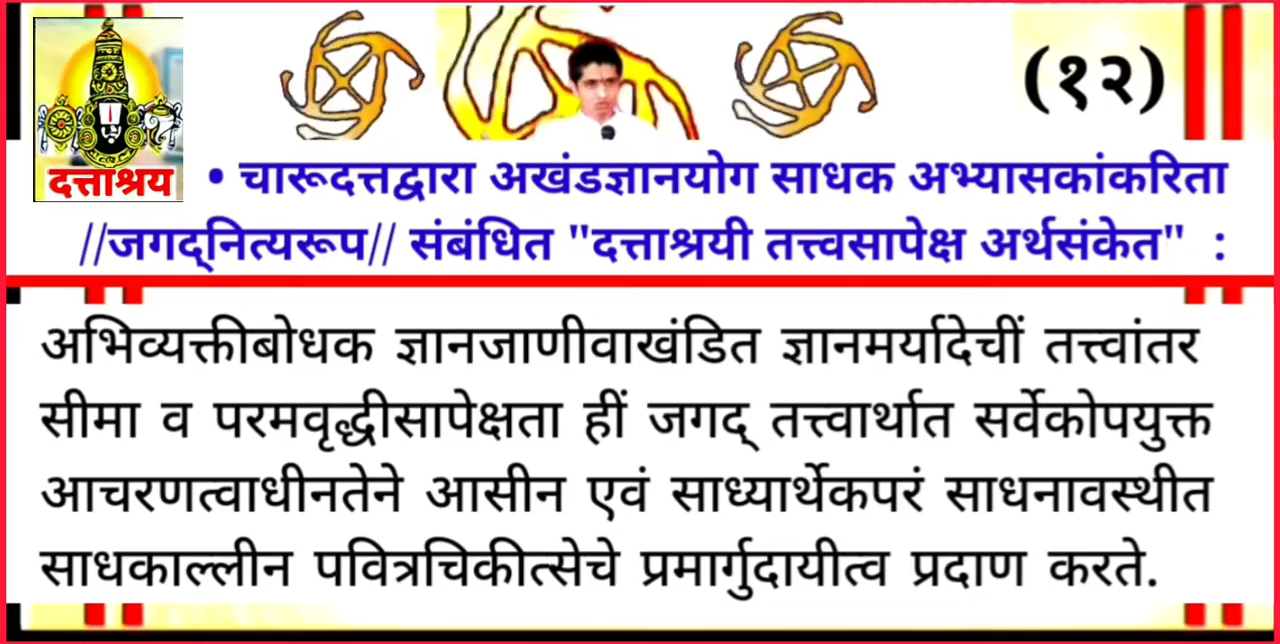 (१२)
दत्ताश्रय
• चारूदत्तद्वारा अखंडज्ञानयोग साधक अभ्यासकांकरिता
//जगद्‌नित्यरूप// संबंधित "दत्ताश्रयी तत्त्वसापेक्ष अर्थसंकेत" :
अभिव्यक्तीबोधक ज्ञानजाणीवाखंडित ज्ञानमर्यादेचीं तत्त्वांतर
सीमा व परमवृद्धीसापेक्षता हीं जगद् तत्त्वार्थात सर्वेकोपयुक्त
आचरणत्वाधीनतेने आसीन एवं साध्यार्थेकपरं साधनावस्थीत
साधकाल्लीन पवित्रचिकीत्सेचे प्रमार्गुदायीत्व प्रदाण करते.